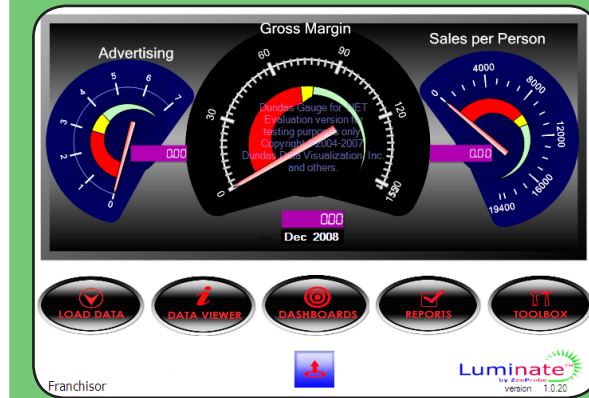 Gross Margin
Advertising
Sales per Person
0 1 2 3 4 5 6 7
0 30 60 90 120
0 4000 8000 12000 16000 19400
Dundas Gauge for .NET
Evaluation version for
testing purposes only
Copyright © 2004-2007
Dundas Data Visualization, Inc.
and others.
0.00
0.00
0.00
Dec 2008
LOAD DATA
DATA VIEWER
DASHBOARDS
REPORTS
TOOLBOX
Luminate™
by ZeeProbe
version 1.0.20
Franchisor